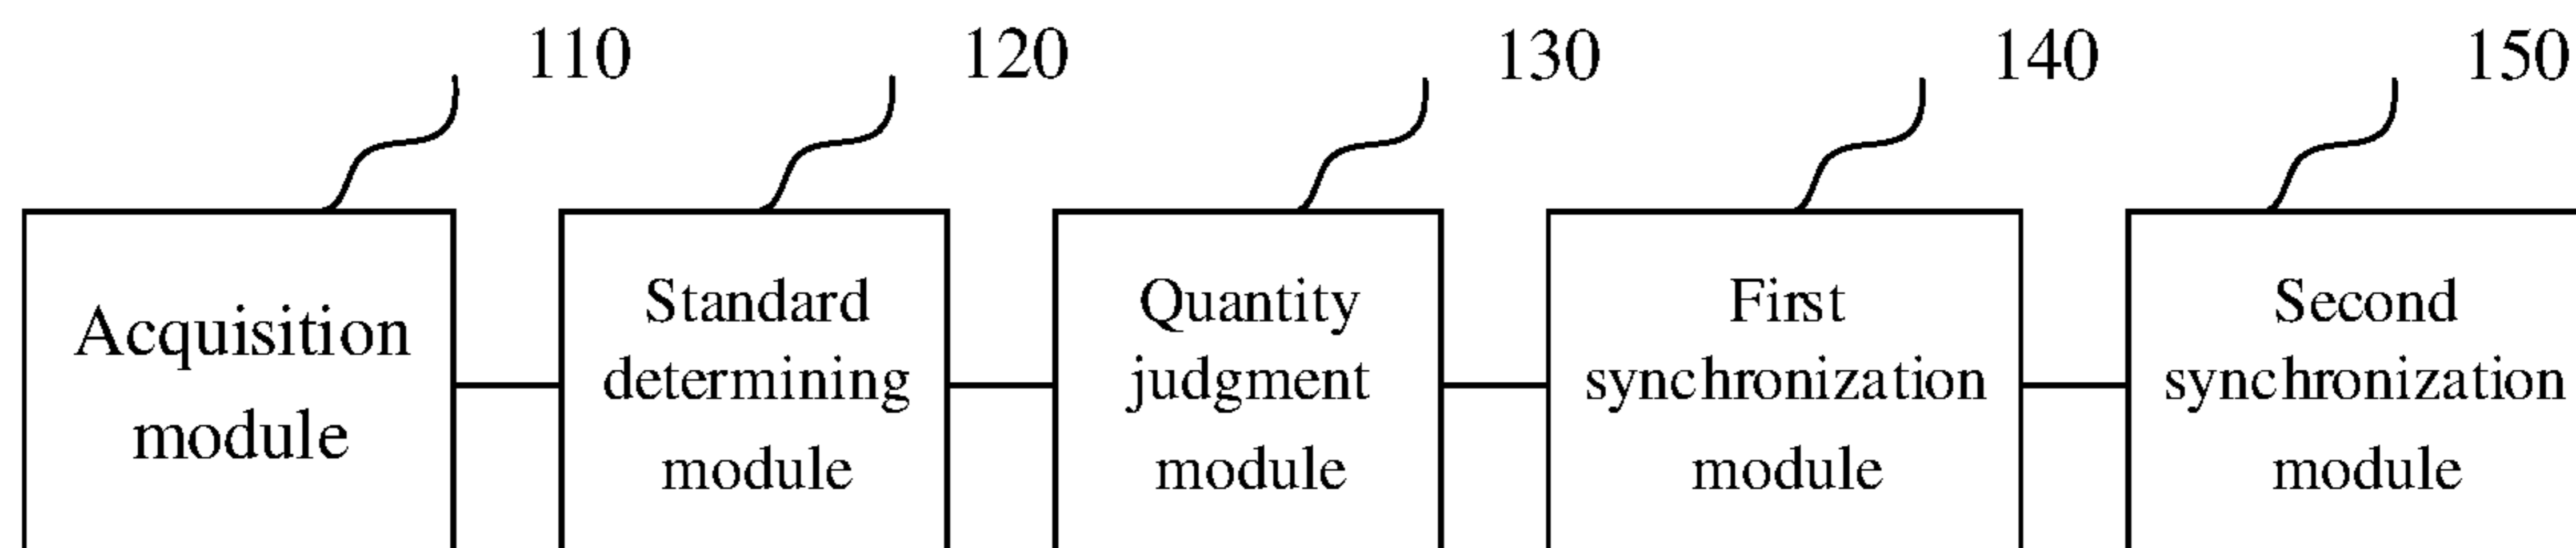 110
120
130
140
150
Acquisition
module
Standard
determining
module
Quantity
judgment
module
First
synchronization
module
Second
synchronization
module